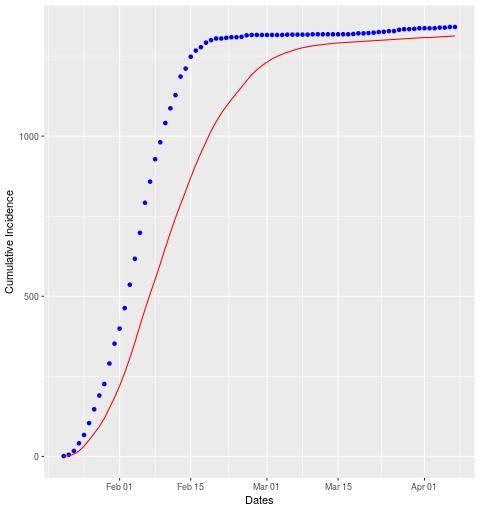 Cumulative Incidence
1000
500
0
Feb 01
Feb 15
Mar 01
Mar 15
Apr 01
Dates